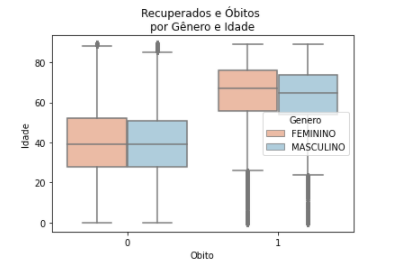 Recuperados e Óbitos
por Gênero e Idade
80
60
40
20
0
Idade
Genero
FEMININO
MASCULINO
0
1
Obito